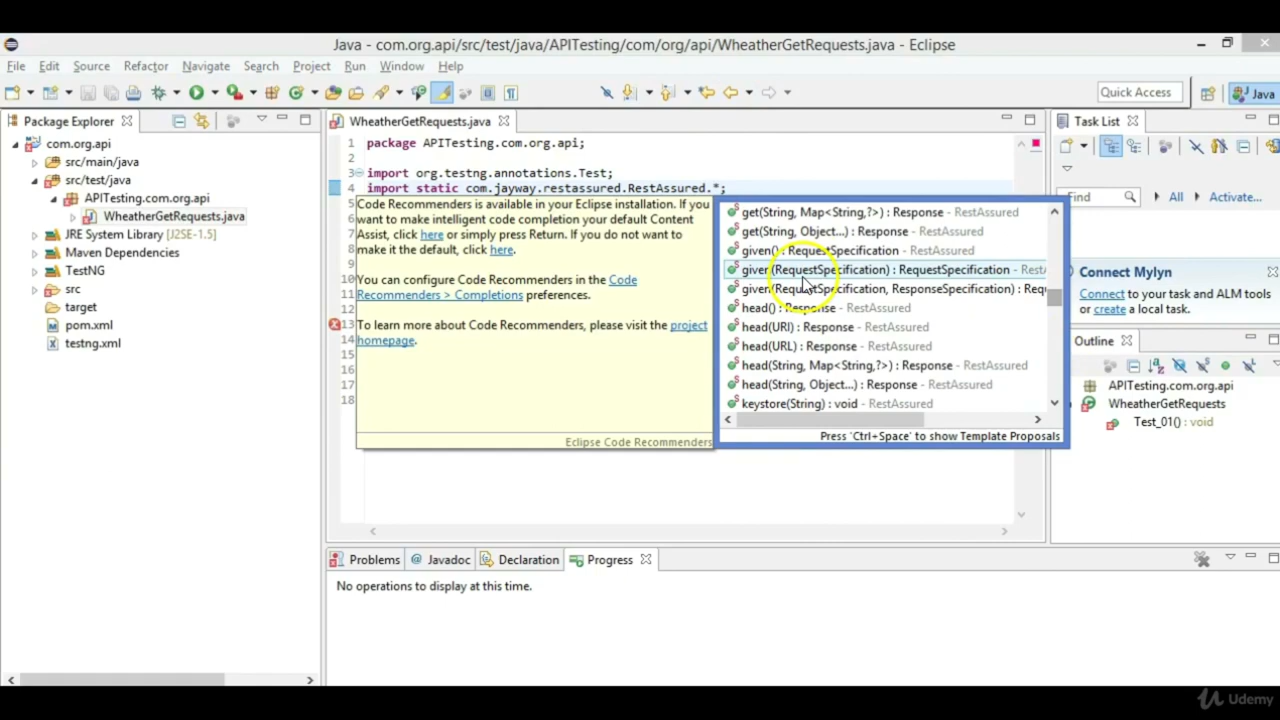 Java - com.org.api/src/test/java/APITesting/com/org/api/WheatherGetRequests.java - Eclipse
File Edit Source Refactor Navigate Search Project Run Window Help
Quick Access
Java
Package Explorer
com.org.api
src/main/java
src/test/java
APITesting.com.org.api
WheatherGetRequests.java
JRE System Library [J2SE-1.5]
Maven Dependencies
TestNG
src
target
pom.xml
testng.xml
WheatherGetRequests.java
1 package APITesting.com.org.api;
2
3 import org.testng.annotations.Test;
4 import static com.jayway.restassured.RestAssured.*;
5
6
7
8
9
10
11
12
13
14
15
16
17
18
Code Recommenders is available in your Eclipse installation. If you
want to make intelligent code completion your default Content
Assist, click here or simply press Return. If you do not want to
make it the default, click here.
You can configure Code Recommenders in the Code
Recommenders > Completions preferences.
To learn more about Code Recommenders, please visit the project
homepage.
Eclipse Code Recommenders
get(String, Map<String,?>) : Response - RestAssured
get(String, Object...) : Response - RestAssured
given() : RequestSpecification - RestAssured
given(RequestSpecification) : RequestSpecification - RestA
given(RequestSpecification, ResponseSpecification) : Requ
head() : Response - RestAssured
head(URI) : Response - RestAssured
head(URL) : Response - RestAssured
head(String, Map<String,?>) : Response - RestAssured
head(String, Object...) : Response - RestAssured
keystore(String) : void - RestAssured
Press 'Ctrl+Space' to show Template Proposals
Task List
Find All Activate...
Connect Mylyn
Connect to your task and ALM tools
or create a local task.
Outline
APITesting.com.org.api
WheatherGetRequests
Test_01() : void
Problems @ Javadoc Declaration Progress
No operations to display at this time.
Udemy